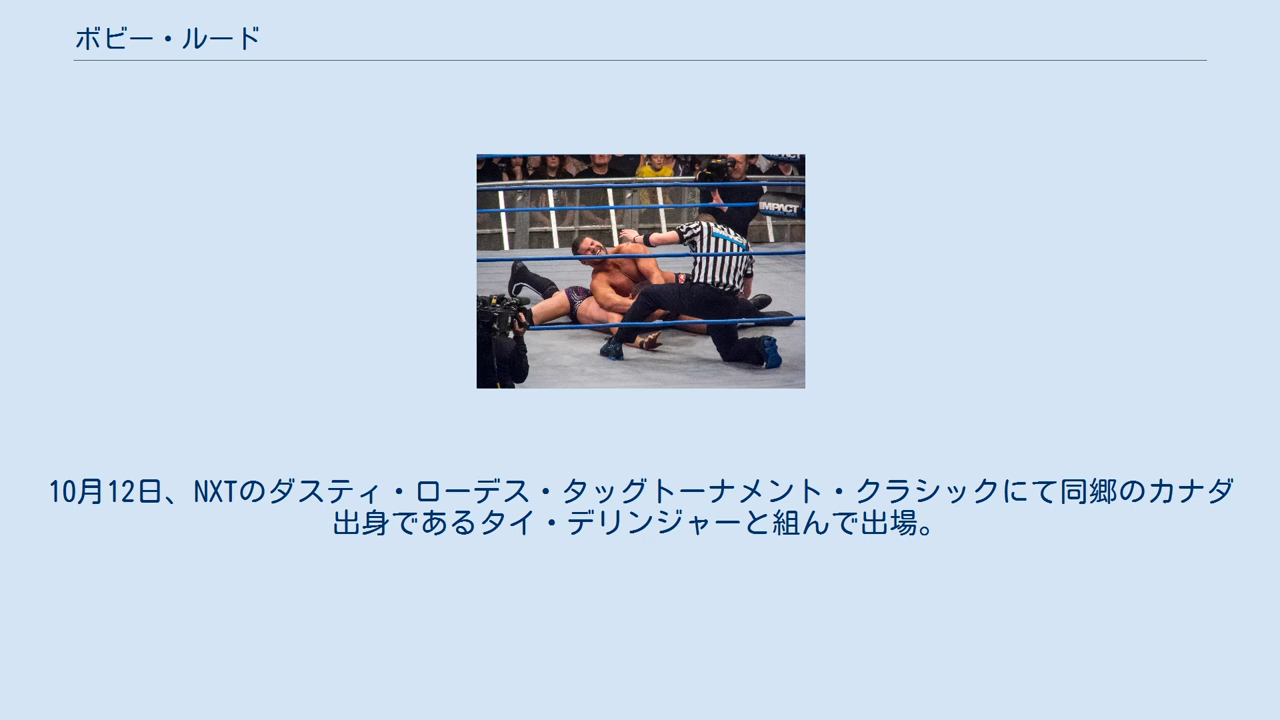 ボビー・ルード
IMPACT
IMPACT
10月12日、NXTのダスティ・ローデス・タッグトーナメント・クラシックにて同郷のカナダ
出身であるタイ・デリンジャーと組んで出場。